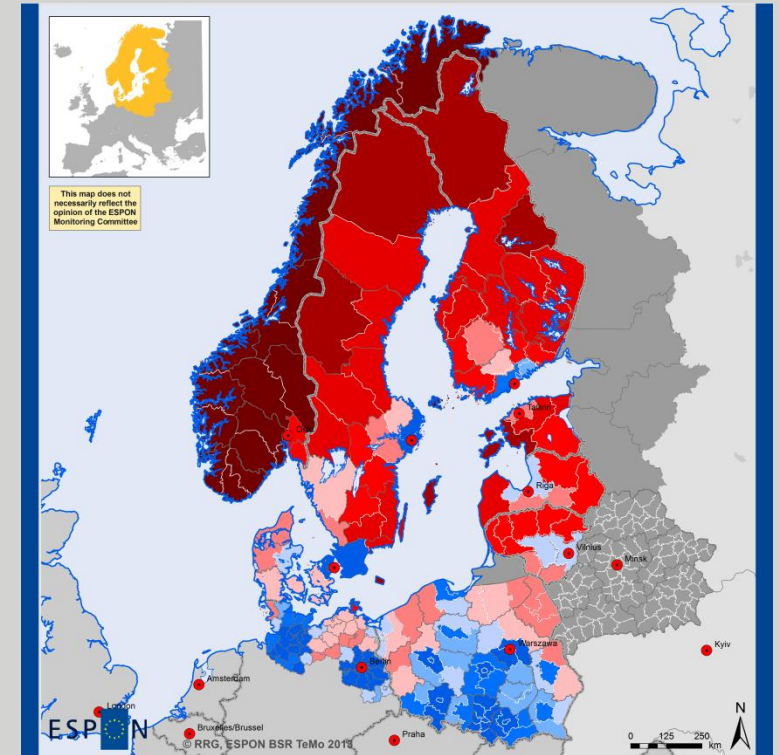 This map does not
necessarily reflect the
opinion of the ESPON
Monitoring Committee
Tallinn
Riga
Vilnius
Minsk
Warszawa
Berlin
Kyiv
Amsterdam
London
Bruxelles/Brussel
Praha
ESPON
© RRG, ESPON BSR TeMo 2013
N
0 125 250
km